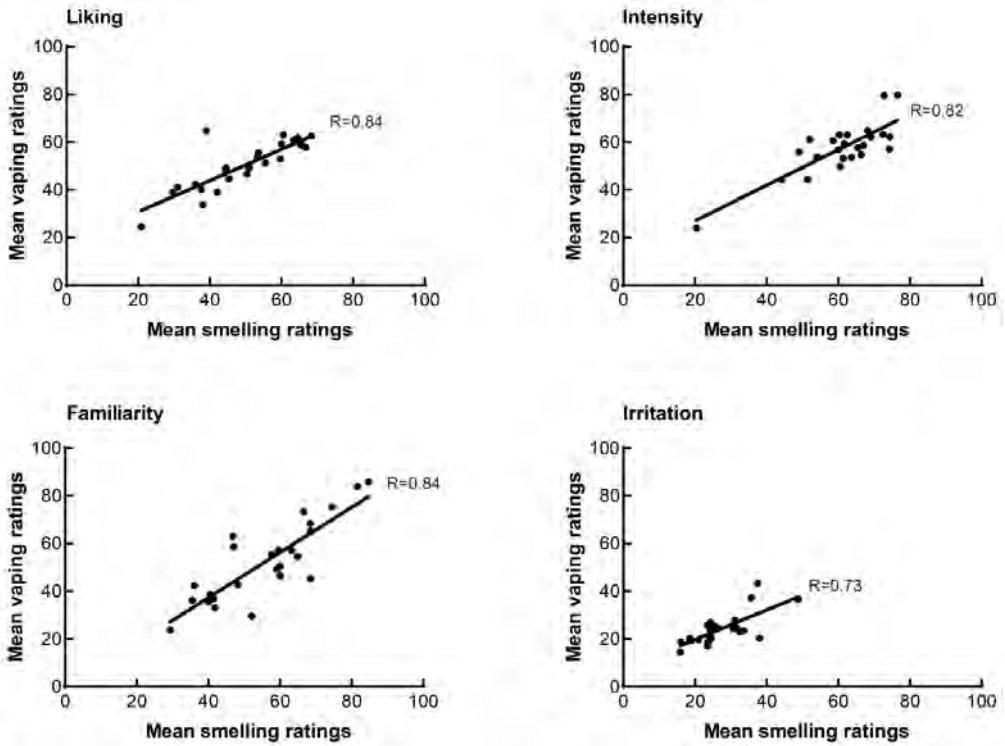 Liking
100
80
60
40
20
0
Mean vaping ratings
R=0.84
0 20 40 60 80 100
Mean smelling ratings
Intensity
100
80
60
40
20
0
Mean vaping ratings
R=0.82
0 20 40 60 80 100
Mean smelling ratings
Familiarity
100
80
60
40
20
0
Mean vaping ratings
R=0.84
0 20 40 60 80 100
Mean smelling ratings
Irritation
100
80
60
40
20
0
Mean vaping ratings
R=0.73
0 20 40 60 80 100
Mean smelling ratings